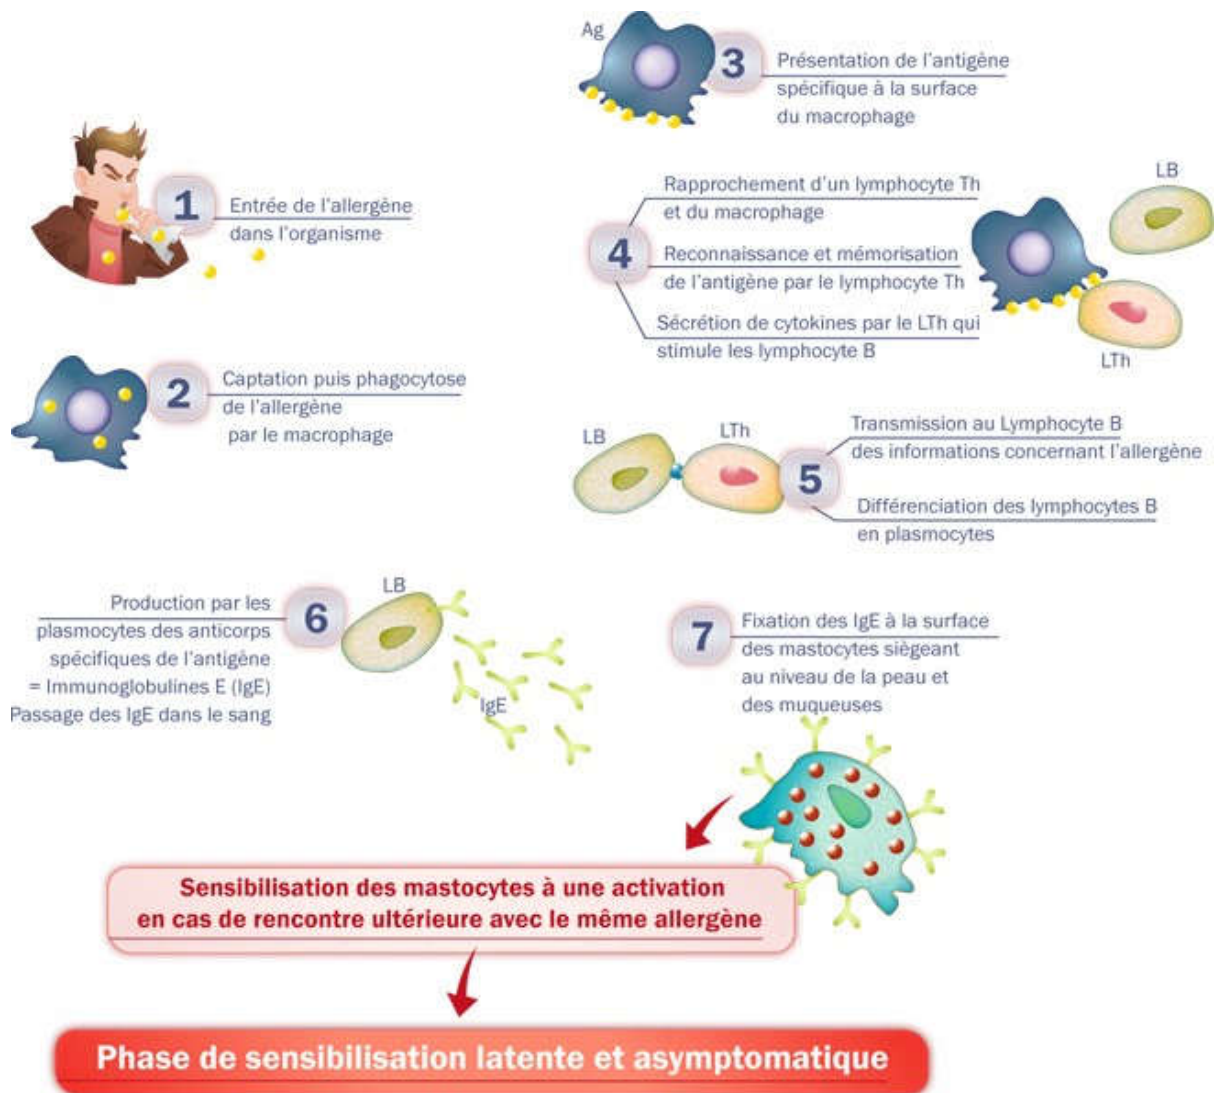 1
Entrée de l'allergène
dans l'organisme
2
Captation puis phagocytose
de l'allergène
par le macrophage
Ag
3
Présentation de l'antigène
spécifique à la surface
du macrophage
4
Rapprochement d'un lymphocyte Th
et du macrophage
Reconnaissance et mémorisation
de l'antigène par le lymphocyte Th
Sécrétion de cytokines par le LTh qui
stimule les lymphocyte B
LB
LTh
LB
LTh
5
Transmission au Lymphocyte B
des informations concernant l'allergène
Différenciation des lymphocytes B
en plasmocytes
Production par les
plasmocytes des anticorps
spécifiques de l'antigène
= Immunoglobulines E (IgE)
Passage des IgE dans le sang
6
LB
IgE
7
Fixation des IgE à la surface
des mastocytes siégeant
au niveau de la peau et
des muqueuses
Sensibilisation des mastocytes à une activation
en cas de rencontre ultérieure avec le même allergène
Phase de sensibilisation latente et asymptomatique